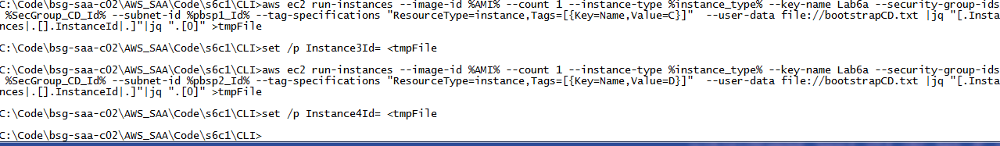 C:\Code\bsg-saa-c02\AWS_SAA\Code\s6c1\CLI>aws ec2 run-instances --image-id %AMI% --count 1 --instance-type %instance_type% --key-name Lab6a --security-group-ids
 %SecGroup_CD_Id% --subnet-id %pbsp1_Id% --tag-specifications "ResourceType=instance,Tags=[{Key=Name,Value=C}]"  --user-data file://bootstrapCD.txt |jq "[.Insta
nces|.[].InstanceId|.]"|jq ".[0]" >tmpFile
C:\Code\bsg-saa-c02\AWS_SAA\Code\s6c1\CLI>set /p Instance3Id= <tmpFile
C:\Code\bsg-saa-c02\AWS_SAA\Code\s6c1\CLI>aws ec2 run-instances --image-id %AMI% --count 1 --instance-type %instance_type% --key-name Lab6a --security-group-ids
 %SecGroup_CD_Id% --subnet-id %pbsp2_Id% --tag-specifications "ResourceType=instance,Tags=[{Key=Name,Value=D}]"  --user-data file://bootstrapCD.txt |jq "[.Insta
nces|.[].InstanceId|.]"|jq ".[0]" >tmpFile
C:\Code\bsg-saa-c02\AWS_SAA\Code\s6c1\CLI>set /p Instance4Id= <tmpFile
C:\Code\bsg-saa-c02\AWS_SAA\Code\s6c1\CLI>